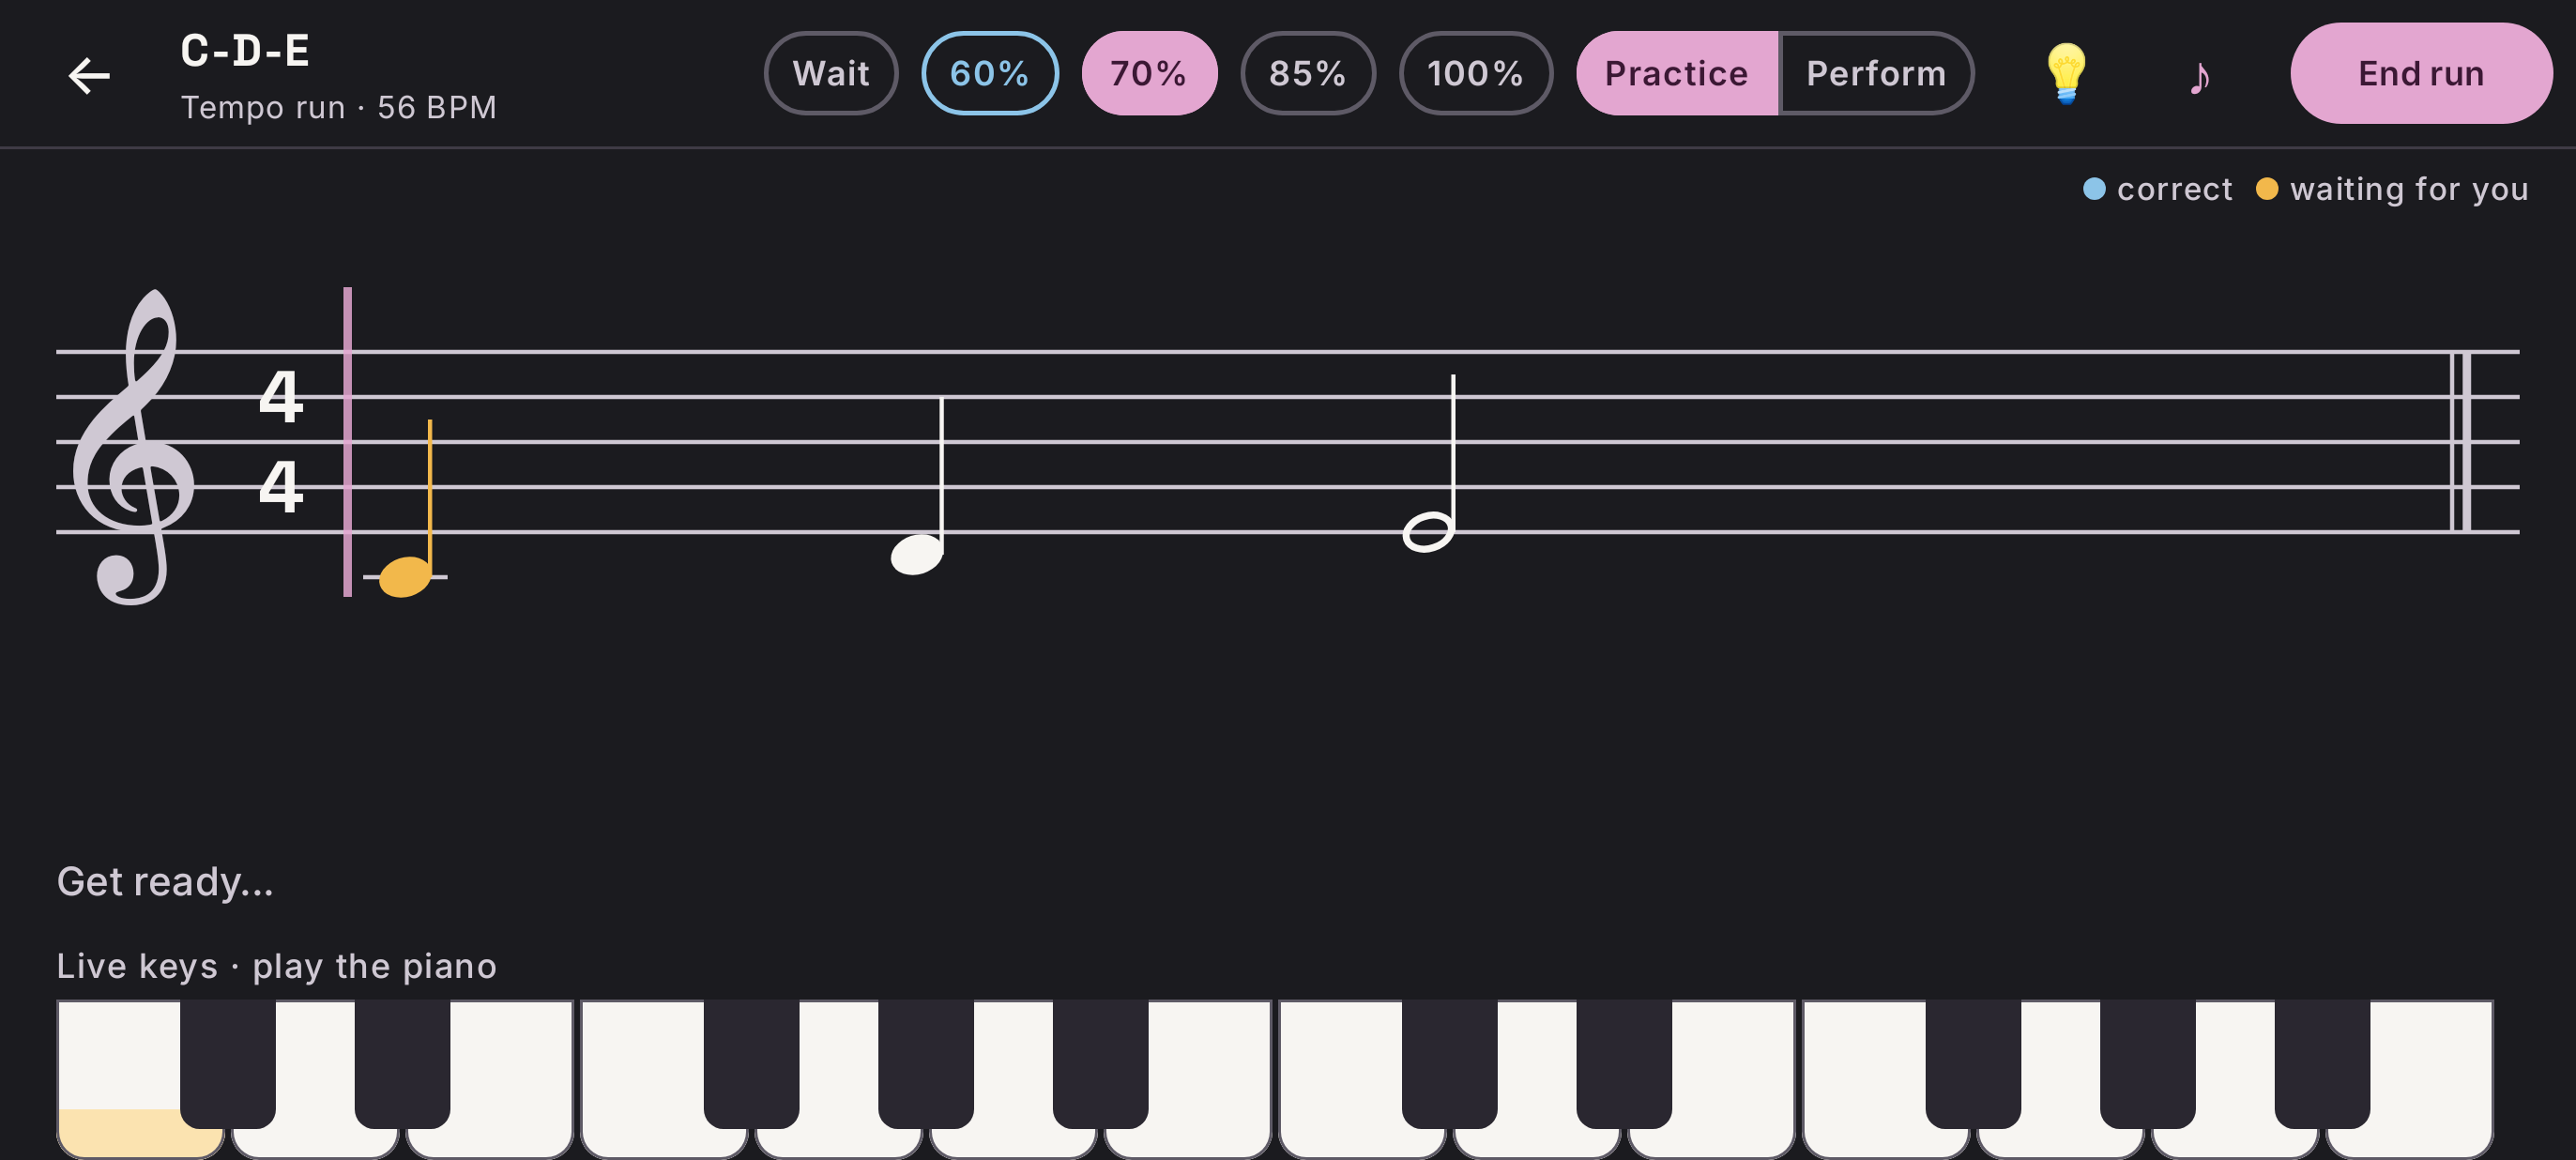 C-D-E
Tempo run · 56 BPM
Wait
60%
70%
85%
100%
Practice
Perform
End run
correct
waiting for you
4
4
Get ready...
Live keys · play the piano